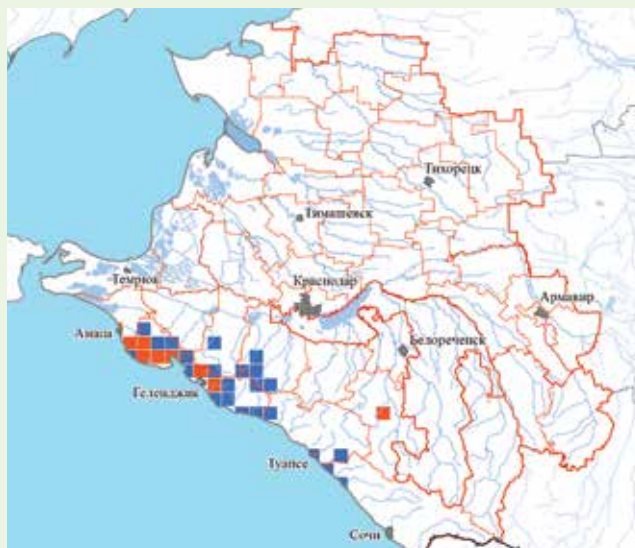 Тихорецк
Тимашевск
Темрюк
Краснодар
Армавир
Анапа
Белореченск
Геленджик
Туапсе
Сочи